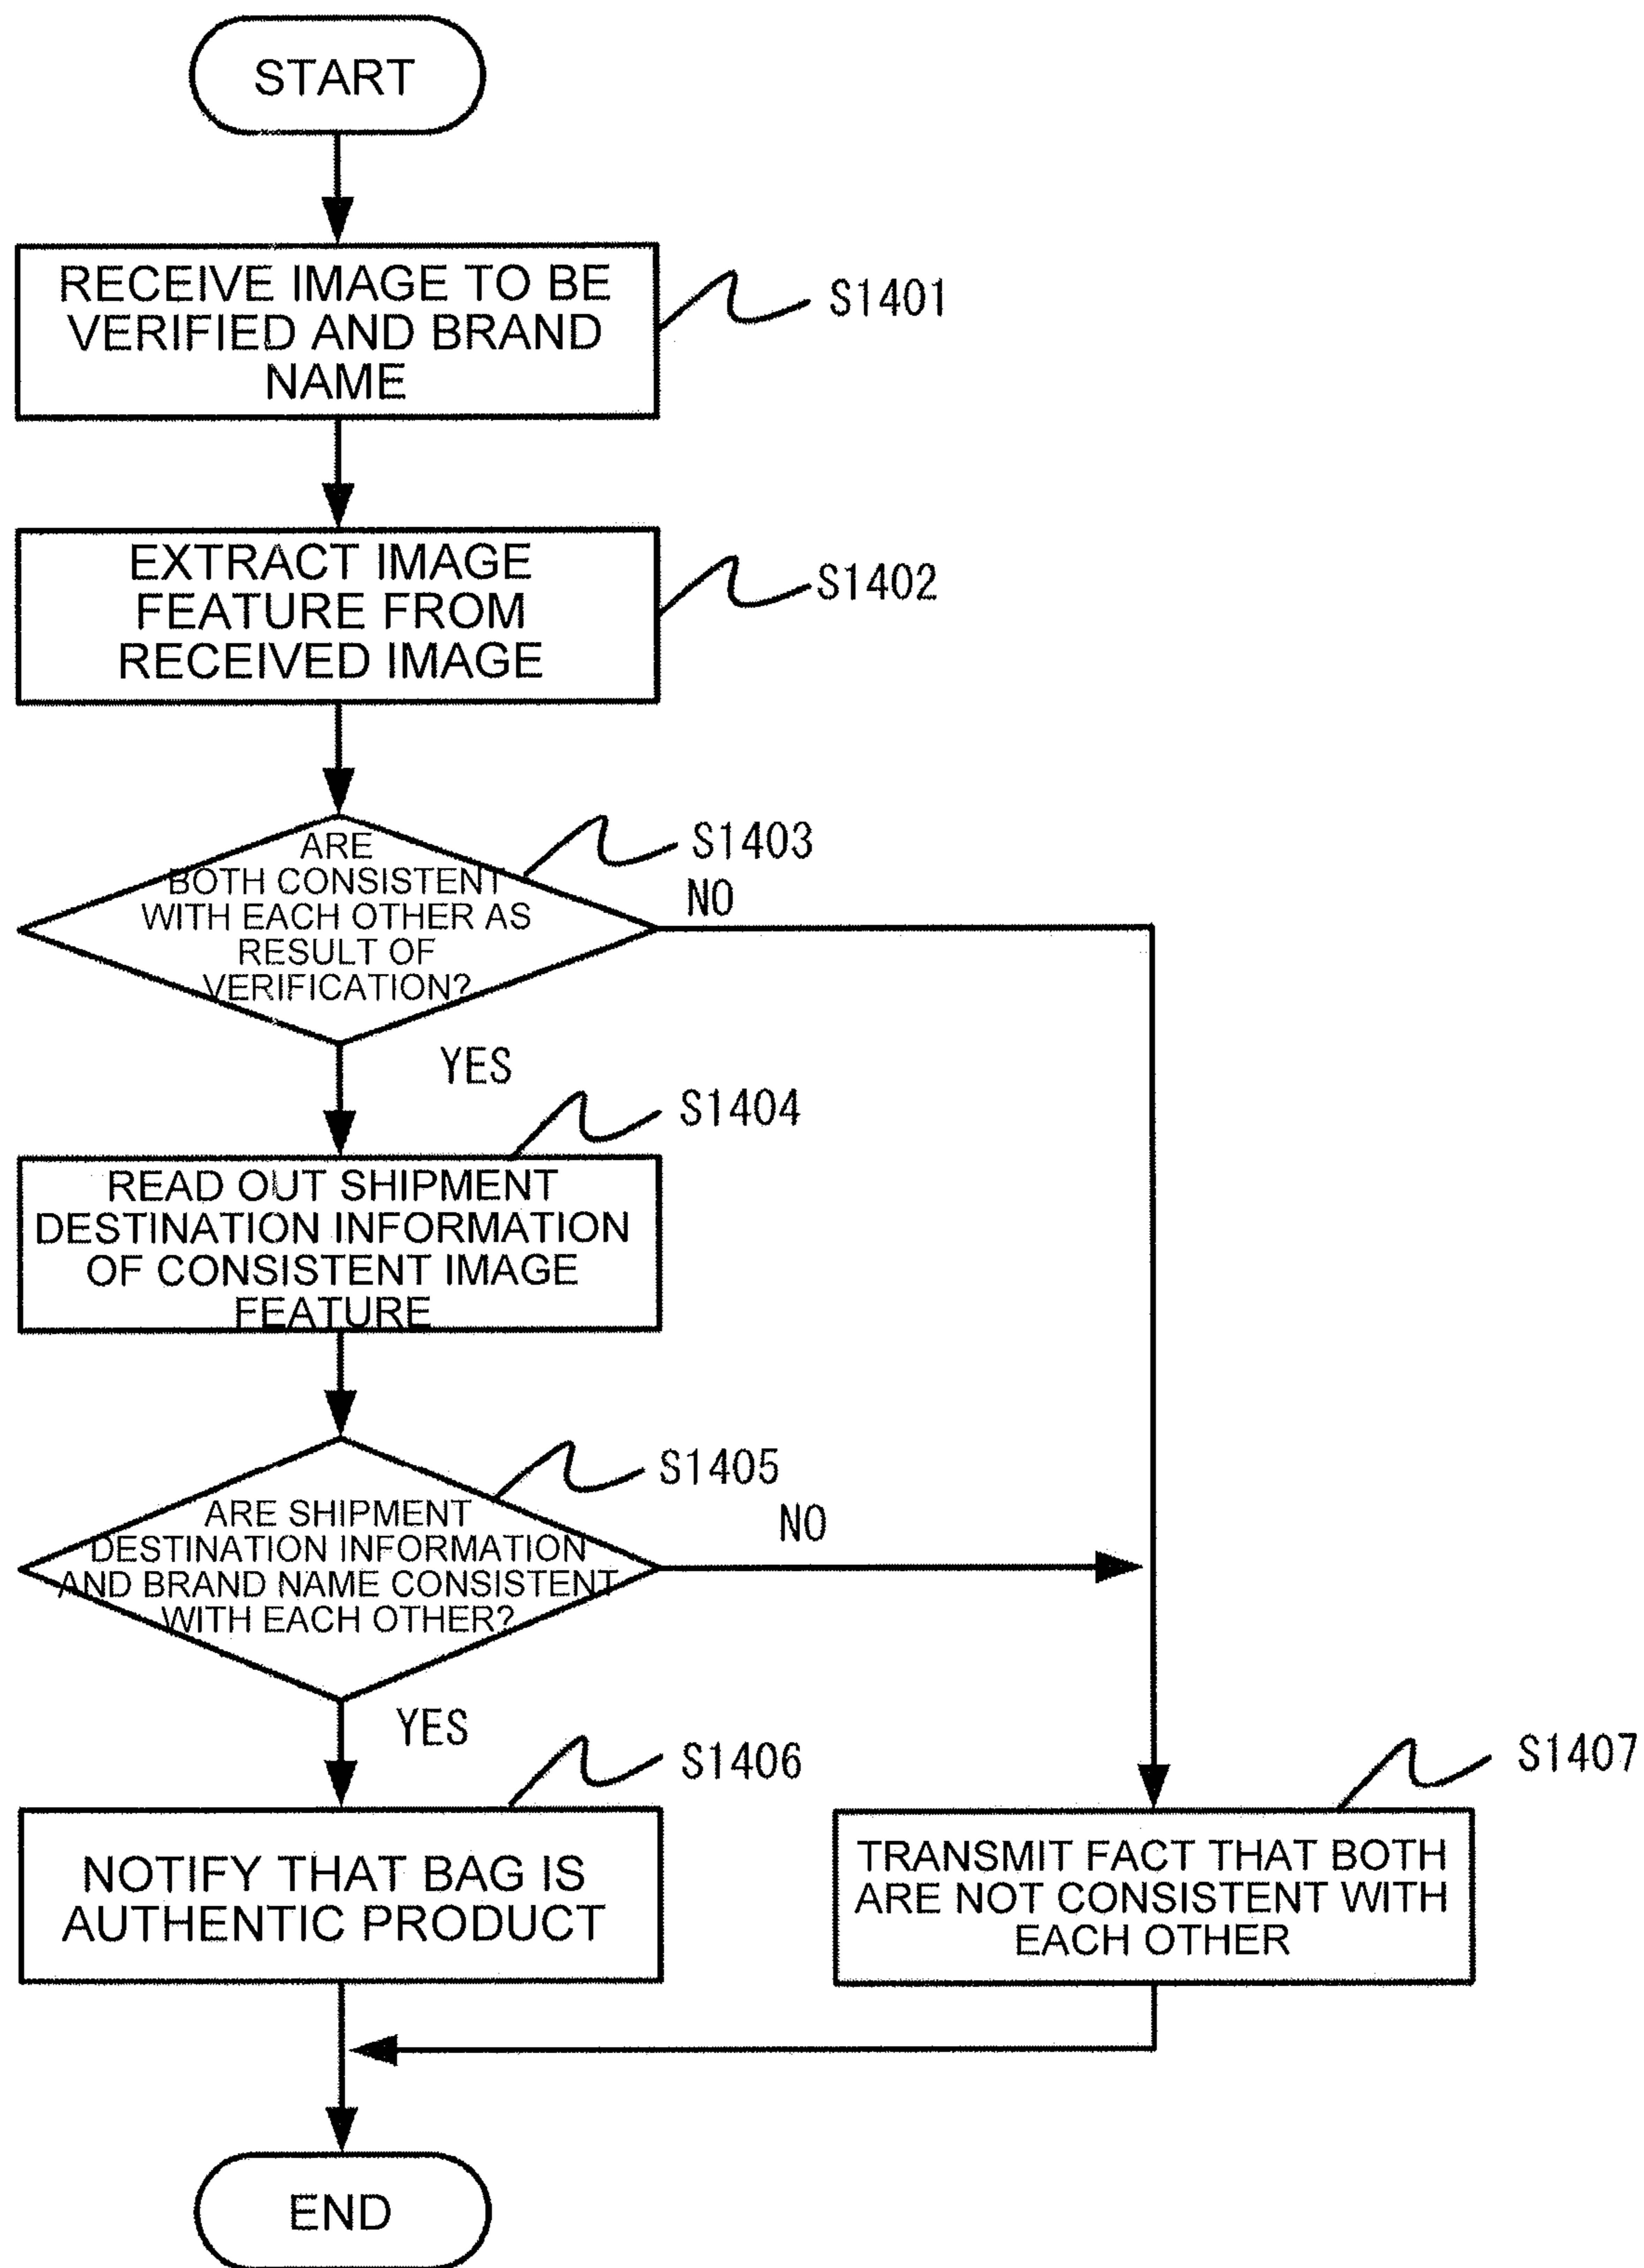 START
RECEIVE IMAGE TO BE
VERIFIED AND BRAND
NAME
S1401
EXTRACT IMAGE
FEATURE FROM
RECEIVED IMAGE
S1402
ARE
BOTH CONSISTENT
WITH EACH OTHER AS
RESULT OF
VERIFICATION?
S1403
NO
YES
S1404
READ OUT SHIPMENT
DESTINATION INFORMATION
OF CONSISTENT IMAGE
FEATURE
S1405
ARE SHIPMENT
DESTINATION INFORMATION
AND BRAND NAME CONSISTENT
WITH EACH OTHER?
NO
YES
S1406
NOTIFY THAT BAG IS
AUTHENTIC PRODUCT
S1407
TRANSMIT FACT THAT BOTH
ARE NOT CONSISTENT WITH
EACH OTHER
END